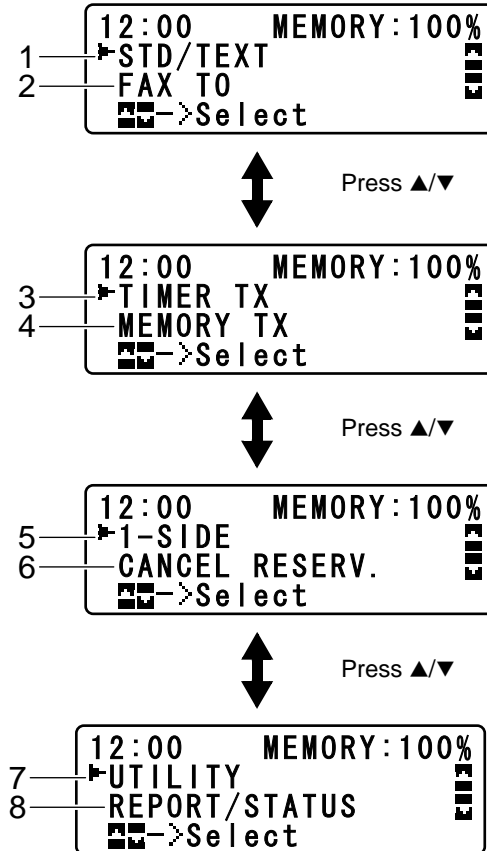 12:00 MEMORY:100%
1 STD/TEXT
2 FAX TO
->Select
Press ▲/▼
12:00 MEMORY:100%
3 TIMER TX
4 MEMORY TX
->Select
Press ▲/▼
12:00 MEMORY:100%
5 1-SIDE
6 CANCEL RESERV.
->Select
Press ▲/▼
12:00 MEMORY:100%
7 UTILITY
8 REPORT/STATUS
->Select